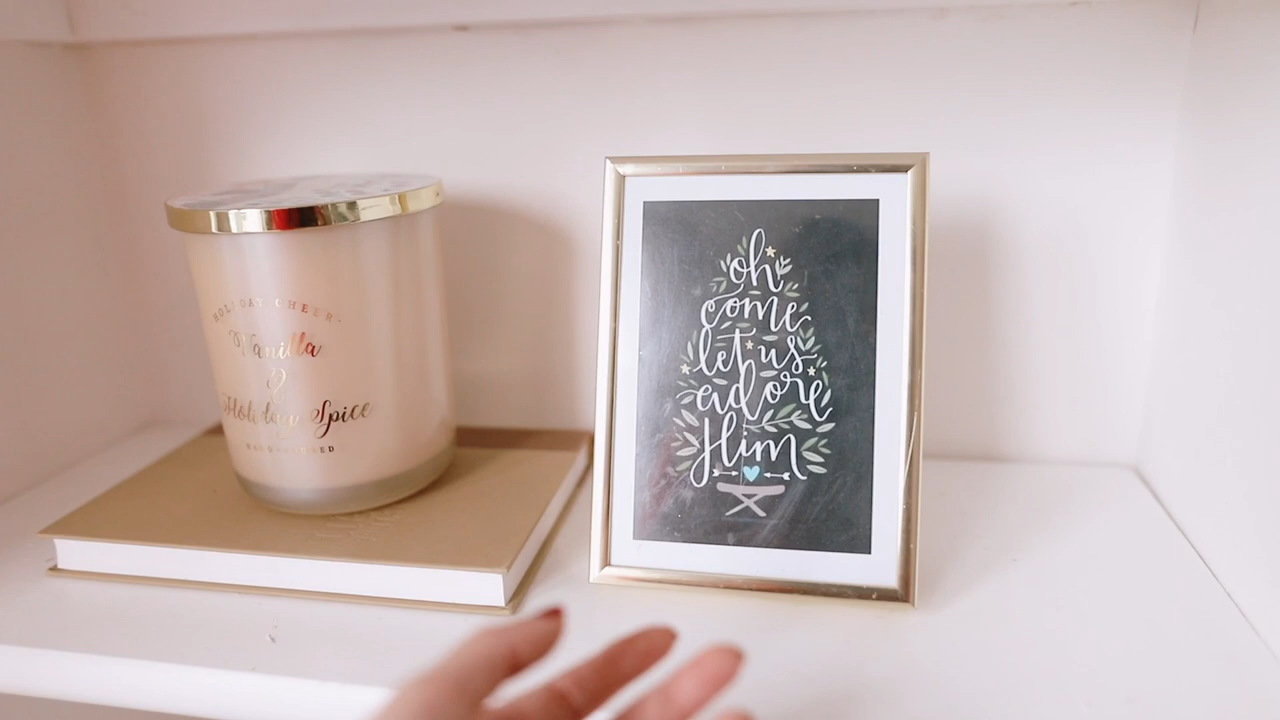 HOLIDAY CHEER
Vanilla
&
Holiday Spice
oh
come
let us
adore
Him